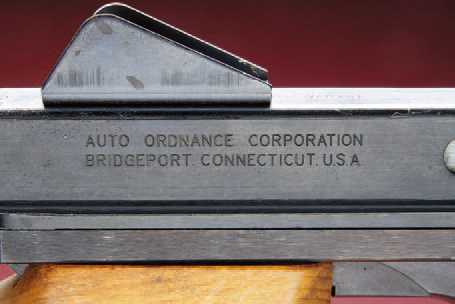 AUTO ORDNANCE CORPORATION
BRIDGEPORT, CONNECTICUT, U.S.A